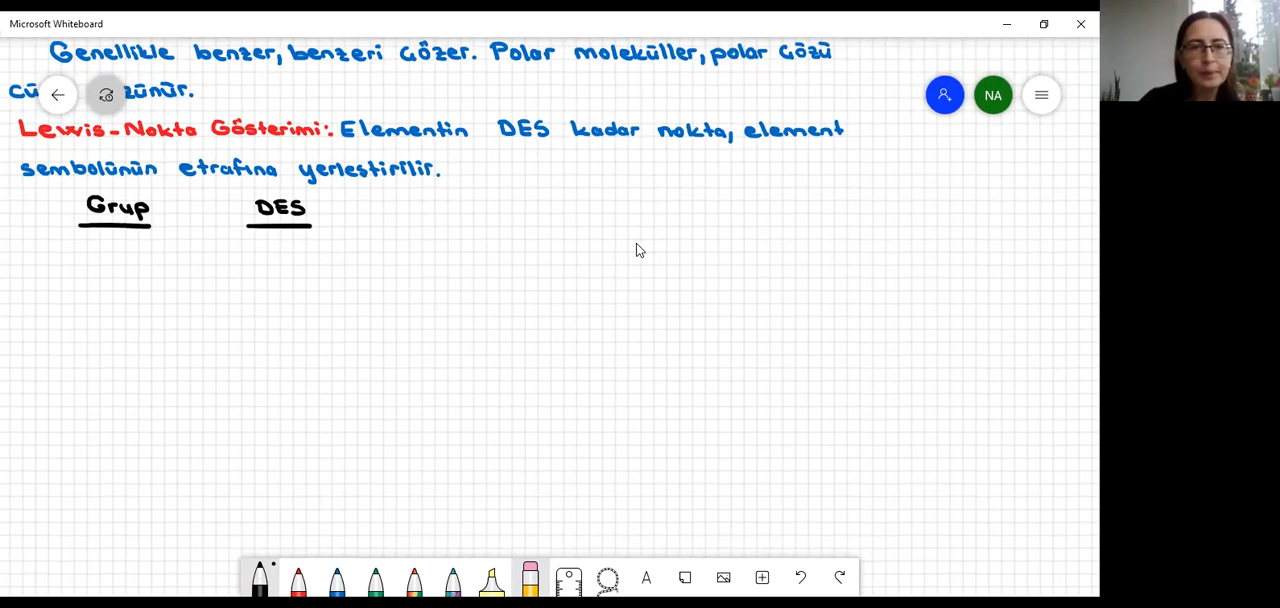 Microsoft Whiteboard
Genellikle benzer, benzeri çözer. Polar moleküller, polar çözü
cü zünür.
NA
Lewis-Nokta Gösterimi: Elementin DES kadar nokta, element
sembolünün etrafına yerleştirilir.
Grup DES
A